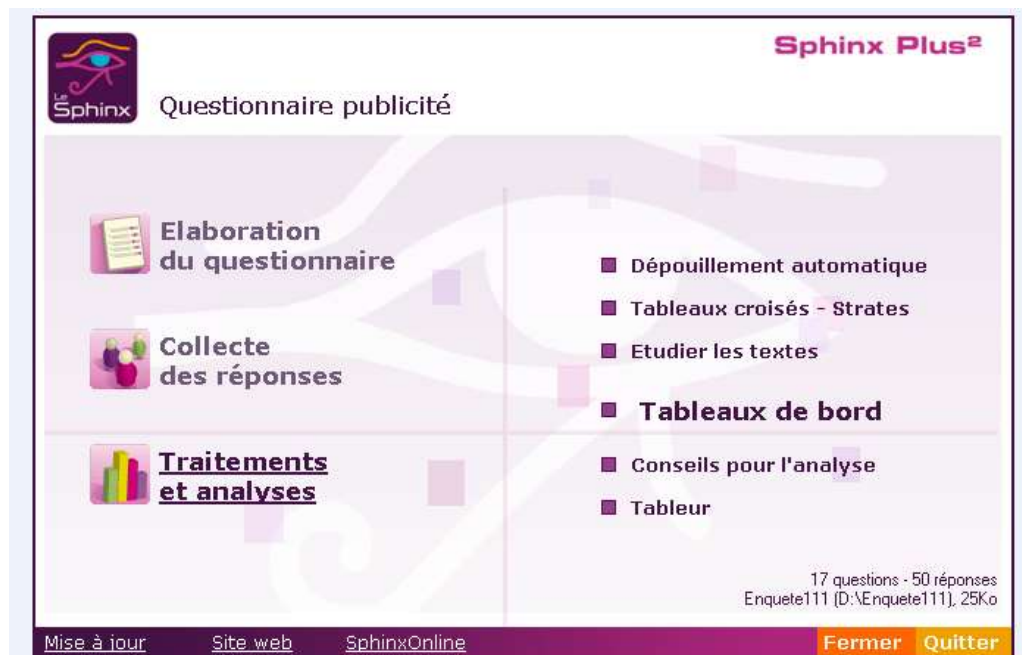 Sphinx Plus²
Le
Sphinx
Questionnaire publicité
Elaboration
du questionnaire
Collecte
des réponses
Traitements
et analyses
Dépouillement automatique
Tableaux croisés - Strates
Etudier les textes
Tableaux de bord
Conseils pour l'analyse
Tableur
17 questions - 50 réponses
Enquete111 (D:\Enquete111), 25Ko
Mise à jour Site web SphinxOnline Fermer Quitter